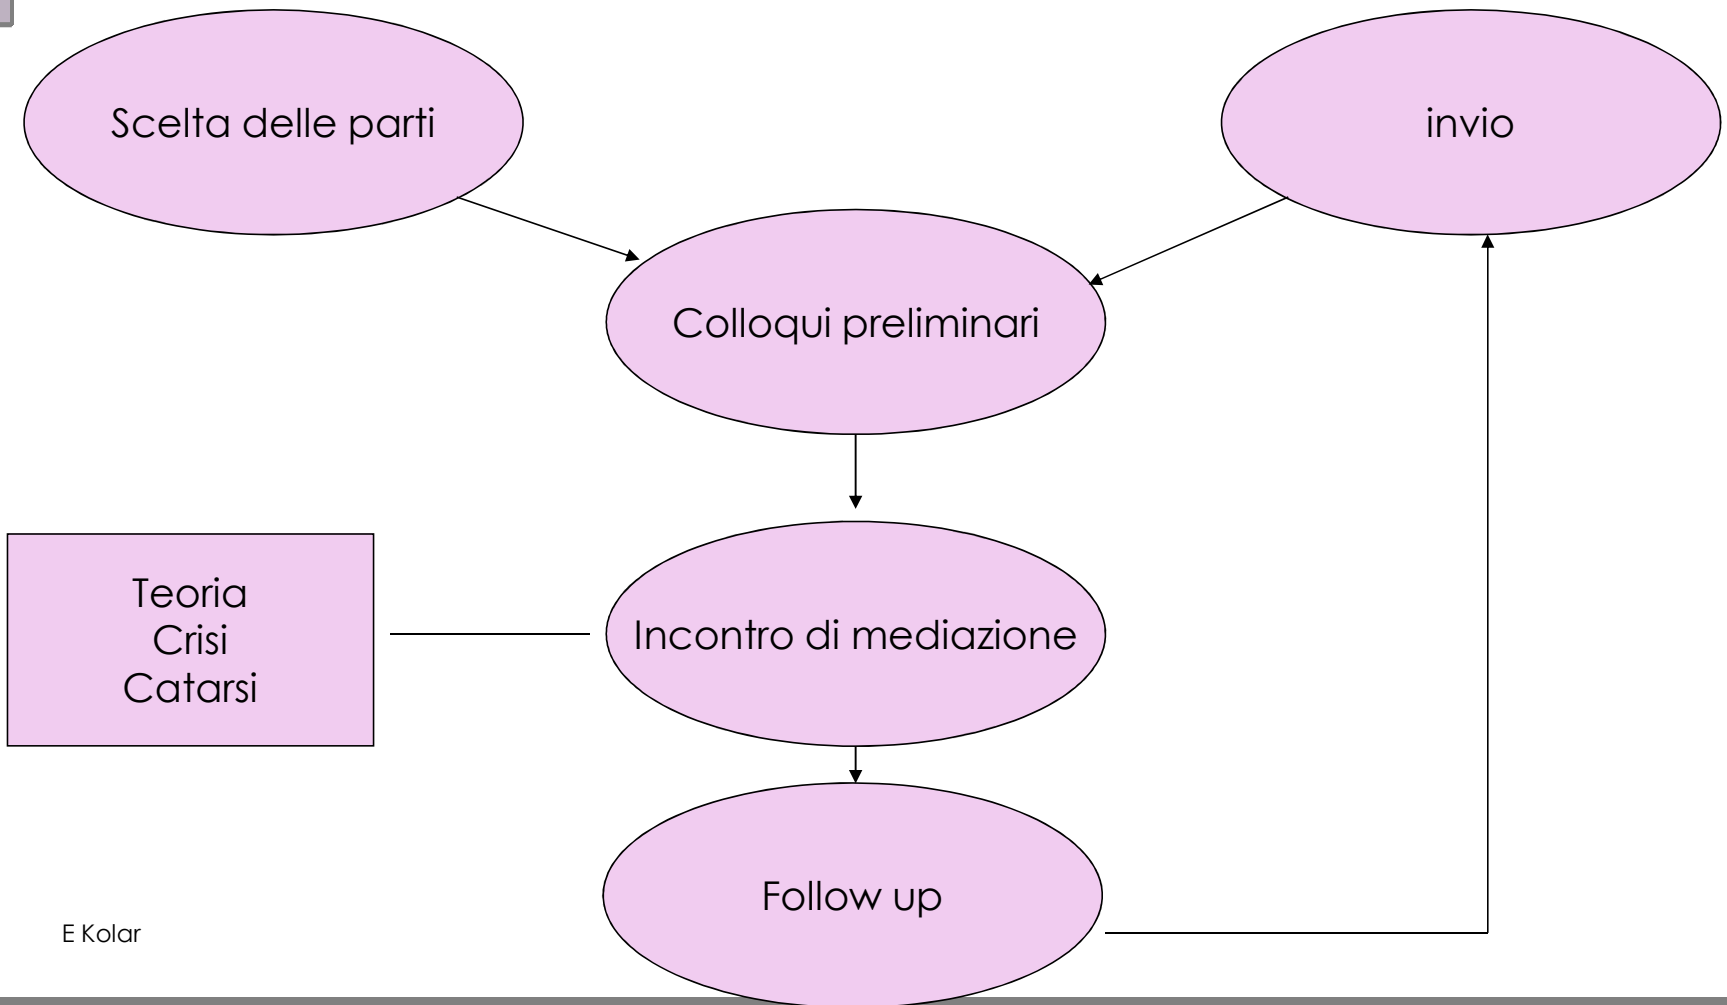 Scelta delle parti
invio
Colloqui preliminari
Teoria
Crisi
Catarsi
Incontro di mediazione
Follow up
E Kolar